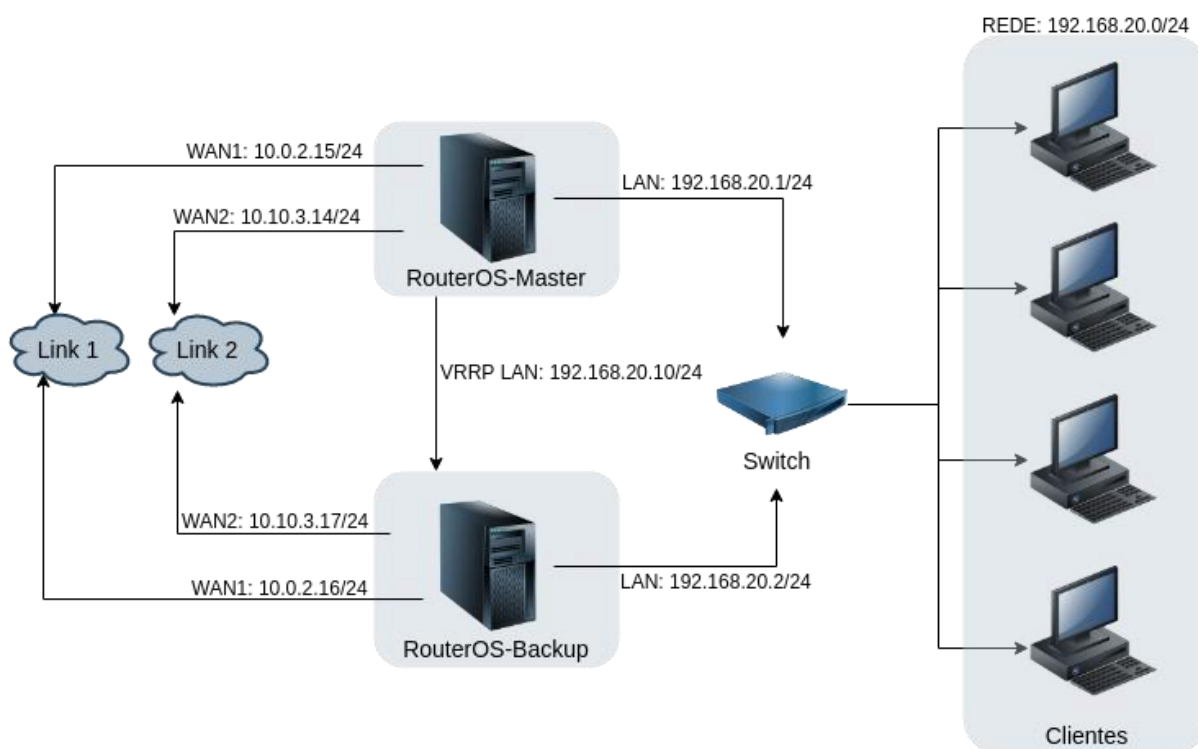 REDE: 192.168.20.0/24
WAN1: 10.0.2.15/24
LAN: 192.168.20.1/24
WAN2: 10.10.3.14/24
RouterOS-Master
Link 1
Link 2
VRRP LAN: 192.168.20.10/24
Switch
WAN2: 10.10.3.17/24
WAN1: 10.0.2.16/24
LAN: 192.168.20.2/24
RouterOS-Backup
Clientes